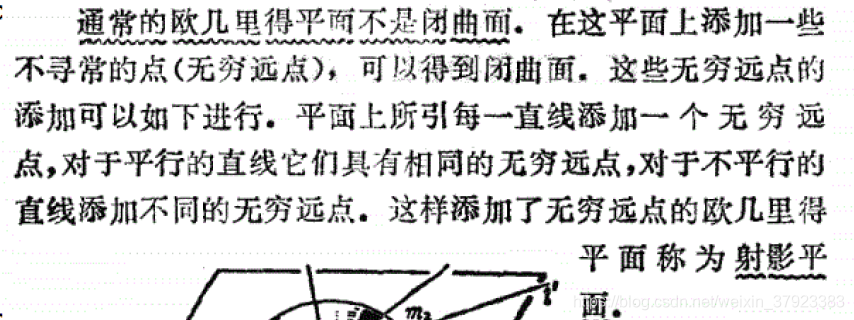 通常的欧几里得平面不是闭曲面．在这平面上添加一些
不寻常的点(无穷远点)，可以得到闭曲面．这些无穷远点的
添加可以如下进行．平面上所引每一直线添加一个无穷远
点,对于平行的直线它们具有相同的无穷远点,对于不平行的
直线添加不同的无穷远点．这样添加了无穷远点的欧几里得
平面称为射影平
面．
m₂
https://blog.csdn.net/weixin_37923383